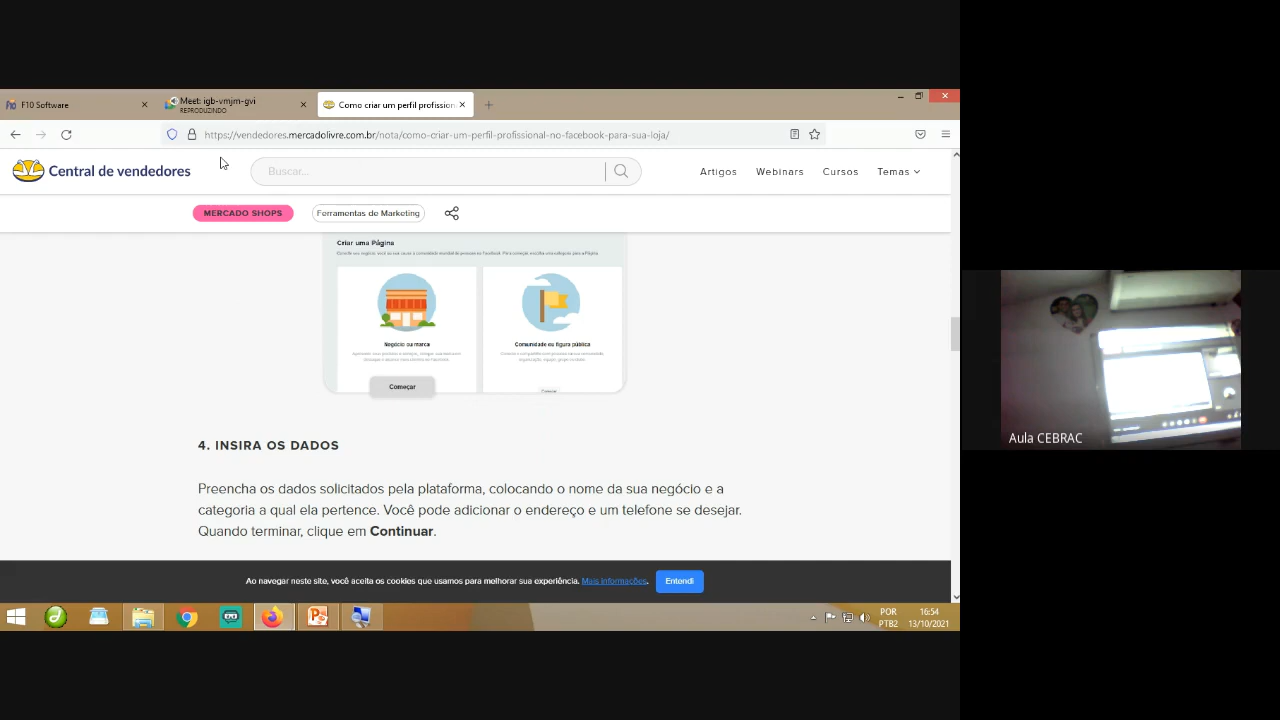 F10 Software
Meet: igb-vmjm-gvi
REPRODUZINDO
Como criar um perfil profission
https://vendedores.mercadolivre.com.br/nota/como-criar-um-perfil-profissional-no-facebook-para-sua-loja/
Central de vendedores
Buscar...
Artigos
Webinars
Cursos
Temas
MERCADO SHOPS
Ferramentas de Marketing
Criar uma Página
Negócio ou marca
Comunidade ou figura pública
Começar
Começar
4. INSIRA OS DADOS
Preencha os dados solicitados pela plataforma, colocando o nome da sua negócio e a
categoria a qual ela pertence. Você pode adicionar o endereço e um telefone se desejar.
Quando terminar, clique em Continuar.
Ao navegar neste site, você aceita os cookies que usamos para melhorar sua experiência. Mais informações.
Entendi
POR
PTB2
16:54
13/10/2021
Aula CEBRAC